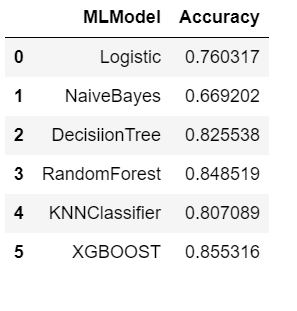 MLModel Accuracy
0 Logistic 0.760317
1 NaiveBayes 0.669202
2 DecisiionTree 0.825538
3 RandomForest 0.848519
4 KNNClassifier 0.807089
5 XGBOOST 0.855316